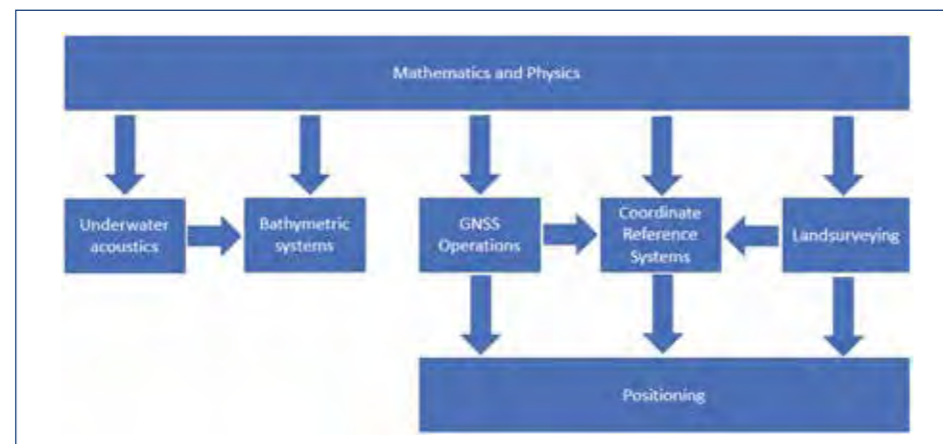 Mathematics and Physics
Underwater
acoustics
Bathymetric
systems
GNSS
Operations
Coordinate
Reference
Systems
Landsurveying
Positioning